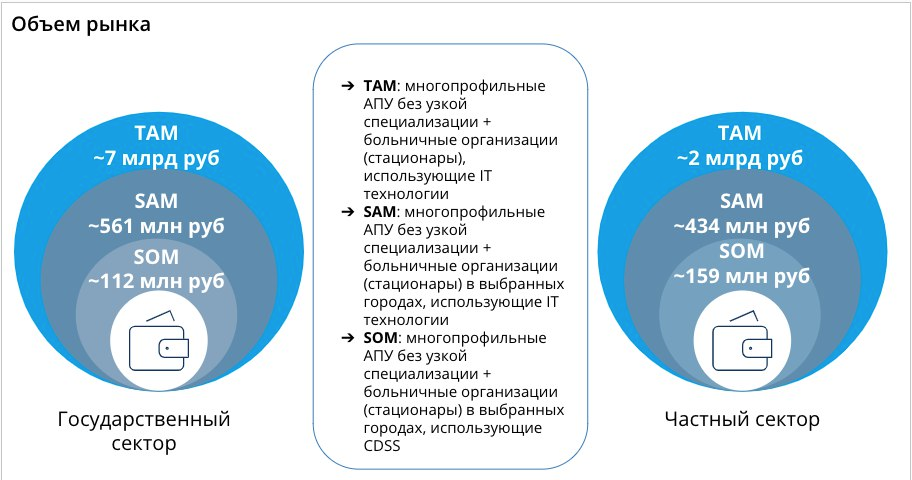 Объем рынка
ТАМ
~7 млрд руб
SAM
~561 млн руб
SOM
~112 млн руб
Государственный
сектор
➔ ТАМ: многопрофильные
АПУ без узкой
специализации +
больничные организации
(стационары),
использующие IT
технологии
➔ SAM: многопрофильные
АПУ без узкой
специализации +
больничные организации
(стационары) в выбранных
городах, использующие IT
технологии
➔ SOM: многопрофильные
АПУ без узкой
специализации +
больничные организации
(стационары) в выбранных
городах, использующие
CDSS
ТАМ
~2 млрд руб
SAM
~434 млн руб
SOM
~159 млн руб
Частный сектор